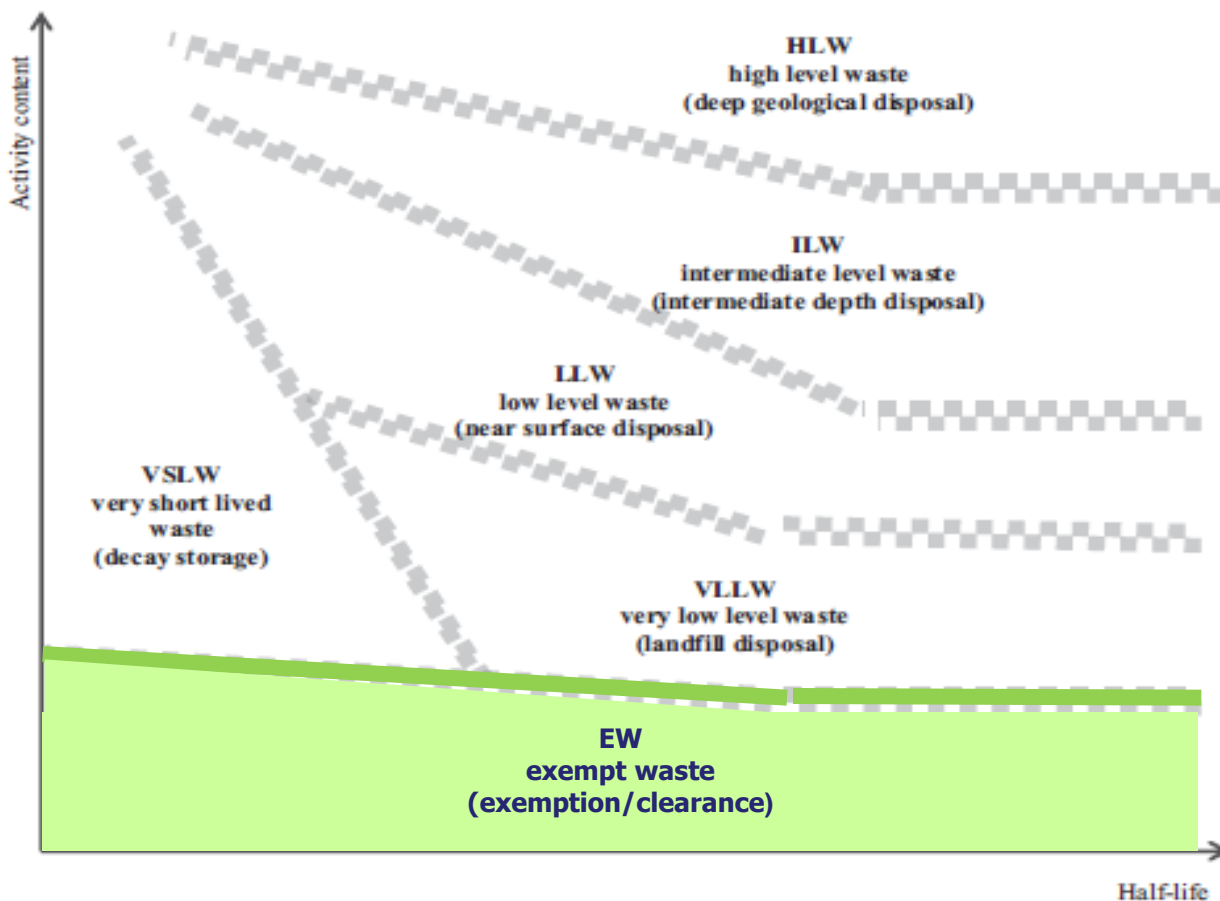 Activity content
HLW
high level waste
(deep geological disposal)
ILW
intermediate level waste
(intermediate depth disposal)
LLW
low level waste
(near surface disposal)
VSLW
very short lived
waste
(decay storage)
VLLW
very low level waste
(landfill disposal)
EW
exempt waste
(exemption/clearance)
Half-life